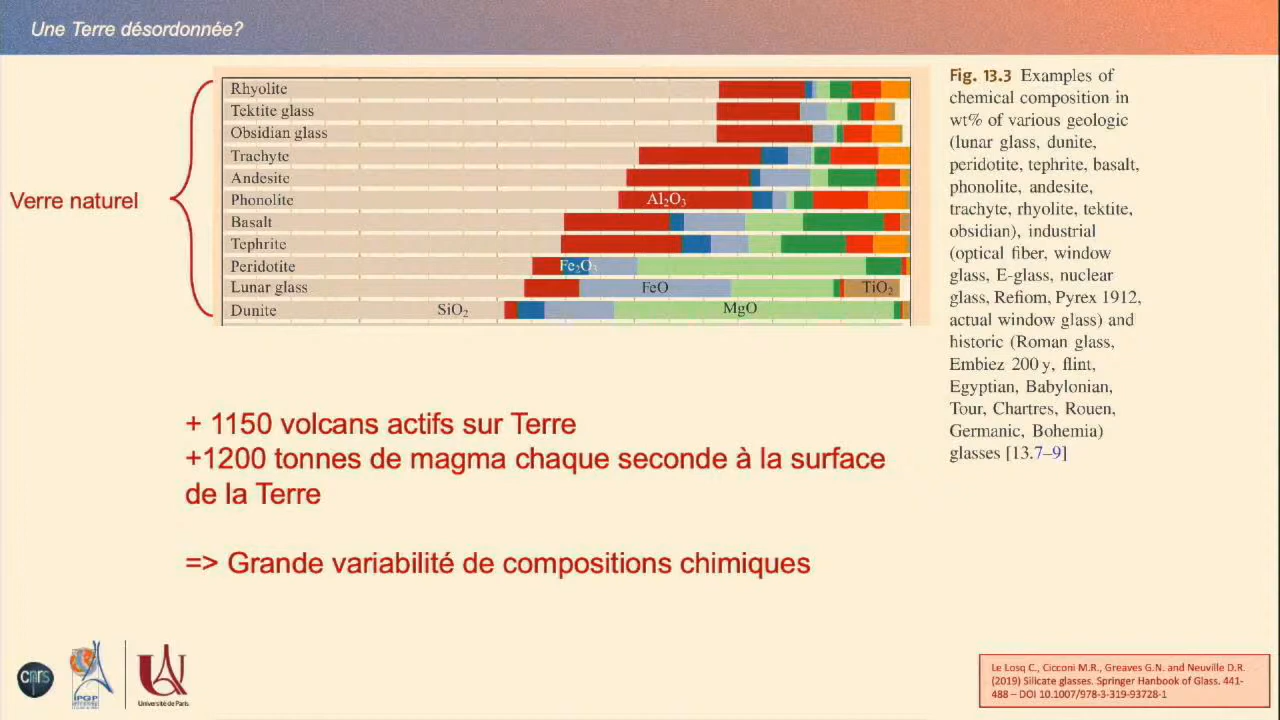 Une Terre désordonnée?
Verre naturel
Rhyolite
Tektite glass
Obsidian glass
Trachyte
Andesite
Phonolite
Al₂O₃
Basalt
Tephrite
Peridotite
Fe₂O₃
Lunar glass
FeO
TiO₂
Dunite
SiO₂
MgO
Fig. 13.3 Examples of
chemical composition in
wt% of various geologic
(lunar glass, dunite,
peridotite, tephrite, basalt,
phonolite, andesite,
trachyte, rhyolite, tektite,
obsidian), industrial
(optical fiber, window
glass, E-glass, nuclear
glass, Refiom, Pyrex 1912,
actual window glass) and
historic (Roman glass,
Embiez 200 y, flint,
Egyptian, Babylonian,
Tour, Chartres, Rouen,
Germanic, Bohemia)
glasses [13.7–9]
+ 1150 volcans actifs sur Terre
+1200 tonnes de magma chaque seconde à la surface
de la Terre
=> Grande variabilité de compositions chimiques
cnrs
IPGP
Université de Paris
Le Losq C., Cicconi M.R., Greaves G.N. and Neuville D.R.
(2019) Silicate glasses. Springer Hanbook of Glass. 441-
488 – DOI 10.1007/978-3-319-93728-1